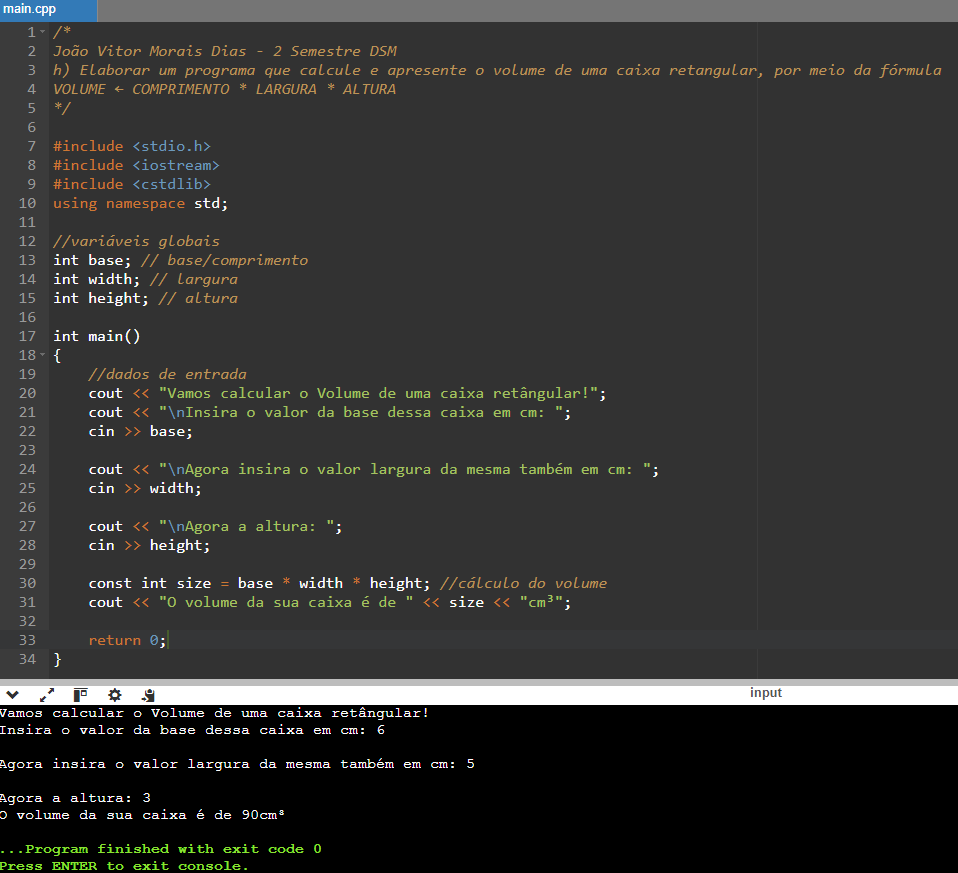 main.cpp
1 /*
2 João Vitor Morais Dias - 2 Semestre DSM
3 h) Elaborar um programa que calcule e apresente o volume de uma caixa retangular, por meio da fórmula
4 VOLUME ← COMPRIMENTO * LARGURA * ALTURA
5 */
6
7 #include <stdio.h>
8 #include <iostream>
9 #include <cstdlib>
10 using namespace std;
11
12 //variáveis globais
13 int base; // base/comprimento
14 int width; // largura
15 int height; // altura
16
17 int main()
18 {
19     //dados de entrada
20     cout << "Vamos calcular o Volume de uma caixa retângular!";
21     cout << "\nInsira o valor da base dessa caixa em cm: ";
22     cin >> base;
23
24     cout << "\nAgora insira o valor largura da mesma também em cm: ";
25     cin >> width;
26
27     cout << "\nAgora a altura: ";
28     cin >> height;
29
30     const int size = base * width * height; //cálculo do volume
31     cout << "O volume da sua caixa é de " << size << "cm³";
32
33     return 0;
34 }
input
Vamos calcular o Volume de uma caixa retângular!
Insira o valor da base dessa caixa em cm: 6
Agora insira o valor largura da mesma também em cm: 5
Agora a altura: 3
O volume da sua caixa é de 90cm³
...Program finished with exit code 0
Press ENTER to exit console.